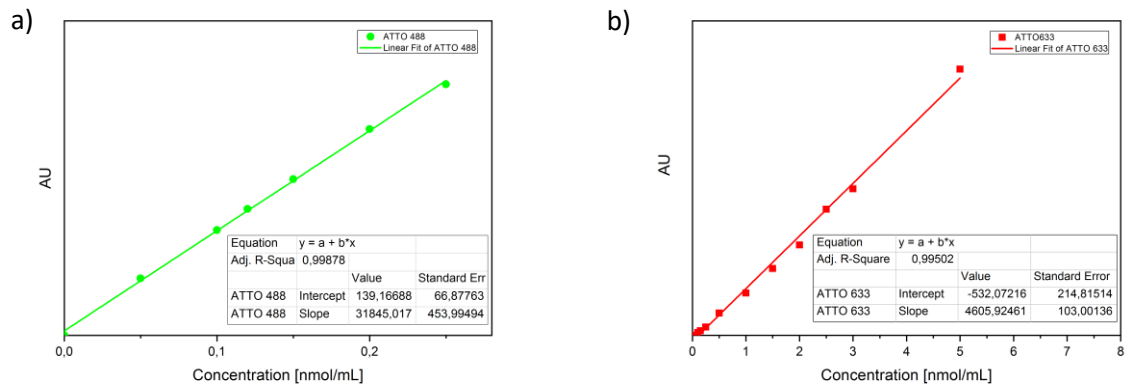 a)
ATTO 488
Linear Fit of ATTO 488
AU
Equation y = a + b*x
Adj. R-Squa 0,99878
Value Standard Err
ATTO 488 Intercept 139,16688 66,87763
ATTO 488 Slope 31845,017 453,99494
0,0 0,1 0,2
Concentration [nmol/mL]
b)
ATTO633
Linear Fit of ATTO 633
AU
Equation y = a + b*x
Adj. R-Square 0,99502
Value Standard Error
ATTO 633 Intercept -532,07216 214,81514
ATTO 633 Slope 4605,92461 103,00136
0 1 2 3 4 5 6 7 8
Concentration [nmol/mL]